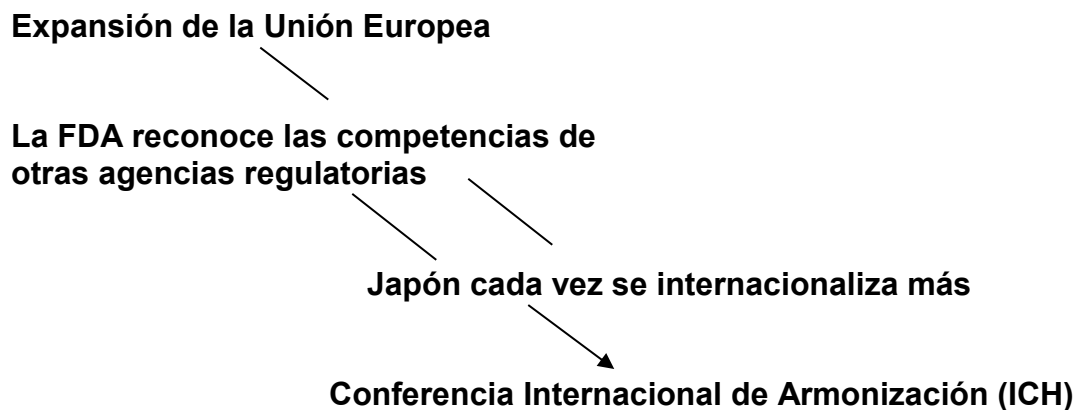 Expansión de la Unión Europea
La FDA reconoce las competencias de
otras agencias regulatorias
Japón cada vez se internacionaliza más
Conferencia Internacional de Armonización (ICH)